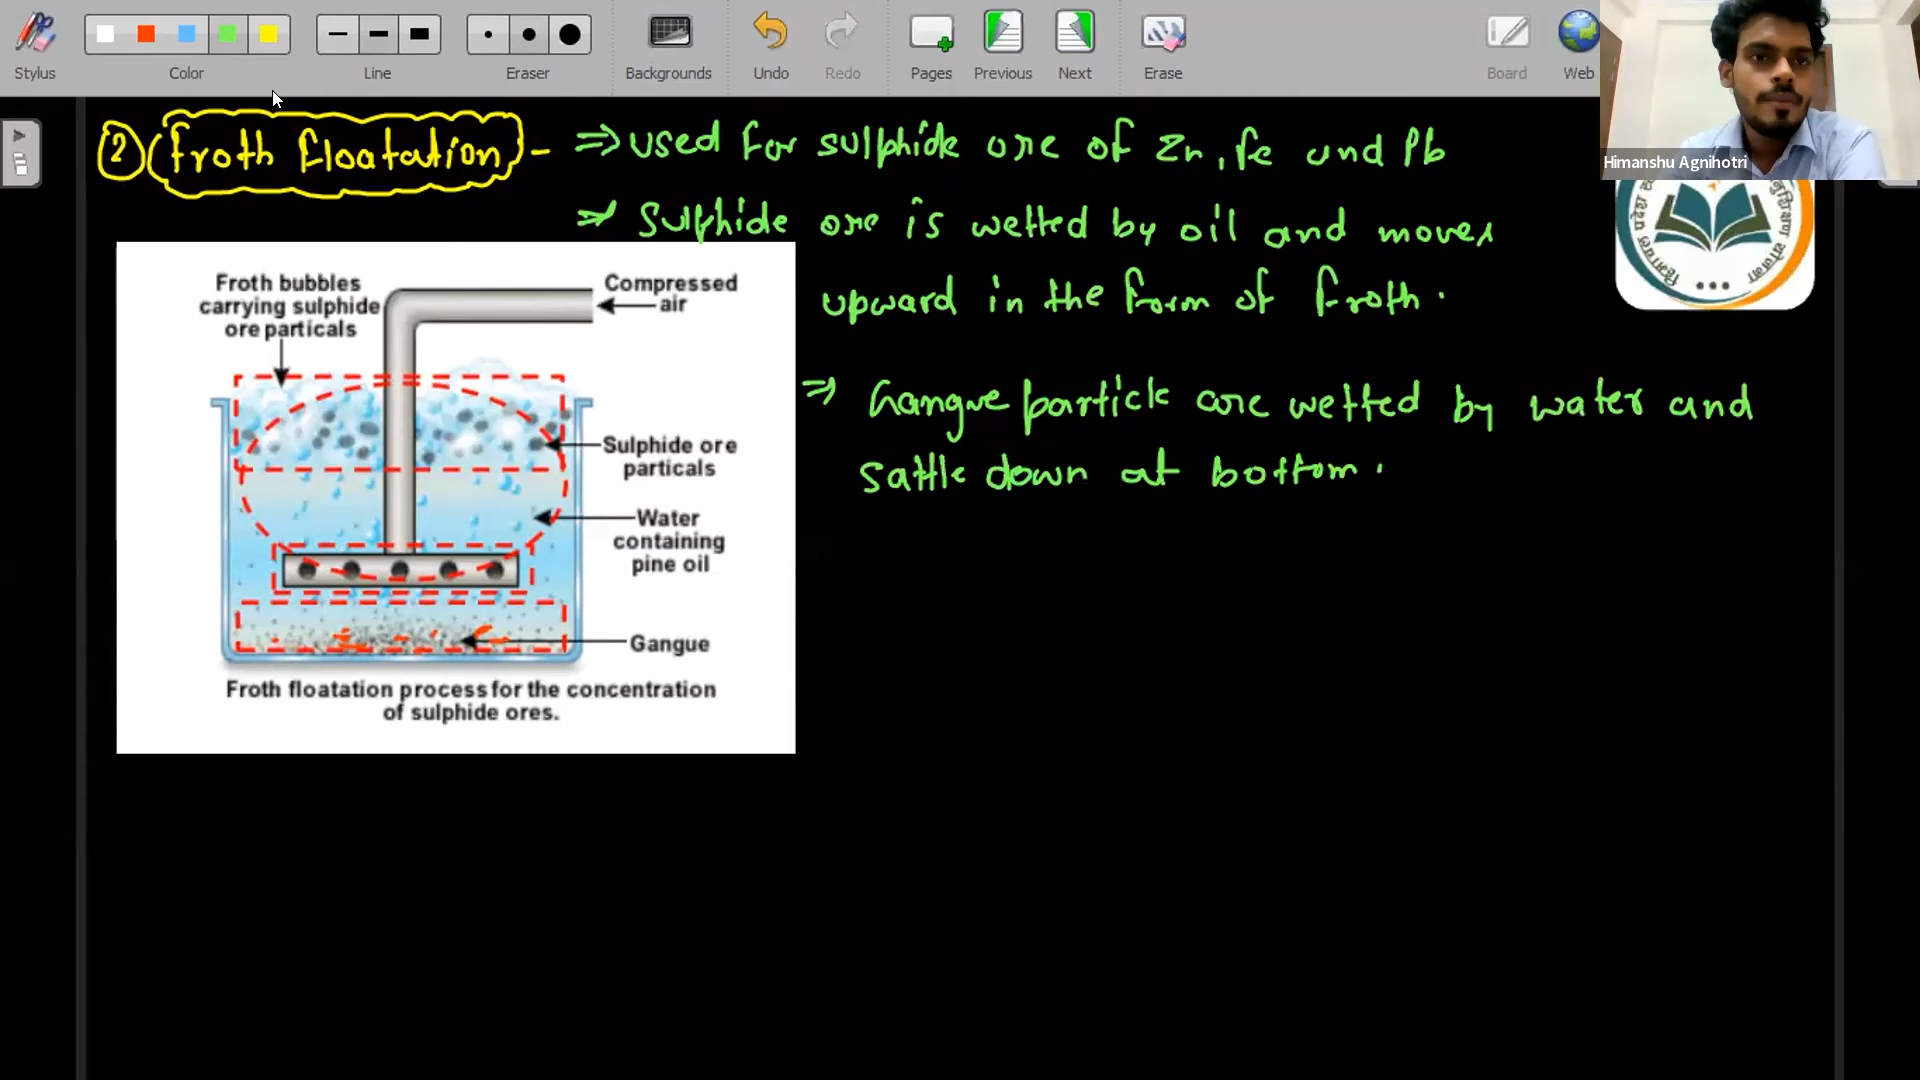 Stylus
Color
Line
Eraser
Backgrounds
Undo
Redo
Pages
Previous
Next
Erase
Board
Web
Himanshu Agnihotri
② Froth Floatation - ⇒ used for sulphide ore of Zn, Fe and Pb
⇒ Sulphide ore is wetted by oil and moves
upward in the form of froth.
⇒ Gangue particle are wetted by water and
sattle down at bottom.
Froth bubbles
carrying sulphide
ore particals
Compressed
air
Sulphide ore
particals
Water
containing
pine oil
Gangue
Froth floatation process for the concentration
of sulphide ores.